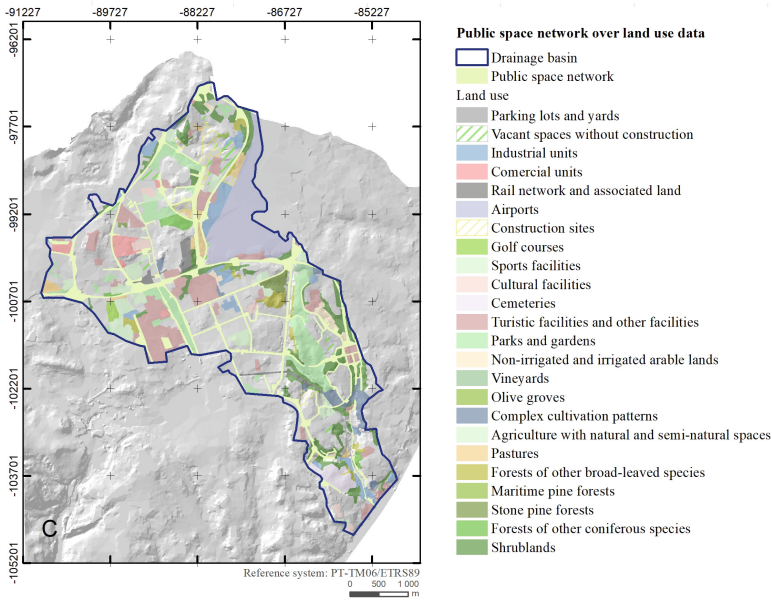 -91227 -89727 -88227 -86727 -85227
-96201
-97701
-99201
-100701
-102201
-103701
-105201
C
Reference system: PT-TM06/ETRS89
0 500 1 000
m
Public space network over land use data
Drainage basin
Public space network
Land use
Parking lots and yards
Vacant spaces without construction
Industrial units
Comercial units
Rail network and associated land
Airports
Construction sites
Golf courses
Sports facilities
Cultural facilities
Cemeteries
Turistic facilities and other facilities
Parks and gardens
Non-irrigated and irrigated arable lands
Vineyards
Olive groves
Complex cultivation patterns
Agriculture with natural and semi-natural spaces
Pastures
Forests of other broad-leaved species
Maritime pine forests
Stone pine forests
Forests of other coniferous species
Shrublands